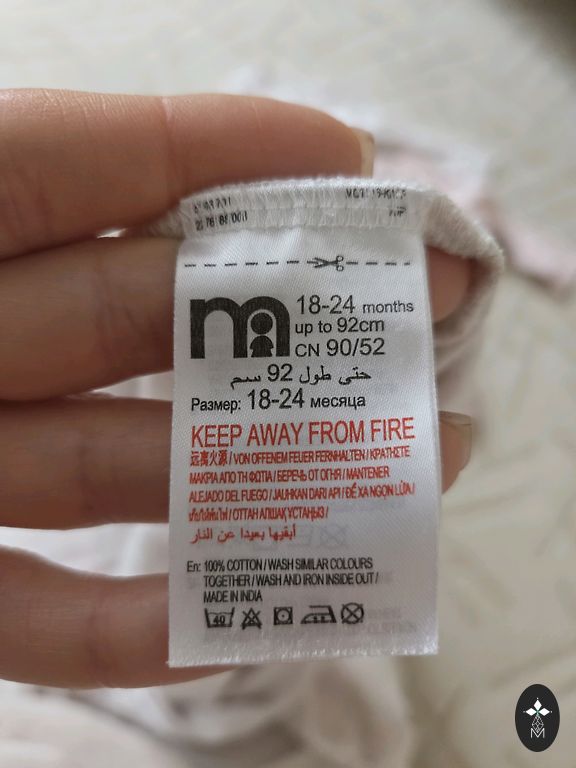 18-24 months
up to 92cm
CN 90/52
حتى طول 92 سم
Размер: 18-24 месяца
KEEP AWAY FROM FIRE
远离火源 / VON OFFENEM FEUER FERNHALTEN / ΚΡΑΤΗΣΤΕ
ΜΑΚΡΙΑ ΑΠΟ ΤΗ ΦΩΤΙΑ / БЕРЕЧЬ ОТ ОГНЯ / MANTENER
ALEJADO DEL FUEGO / JAUHKAN DARI API / ĐỂ XA NGỌN LỬA /
ОТТАН АЛШАҚ ҰСТАҢЫЗ /
أبقيها بعيدا عن النار
En: 100% COTTON / WASH SIMILAR COLOURS
TOGETHER / WASH AND IRON INSIDE OUT /
MADE IN INDIA
40